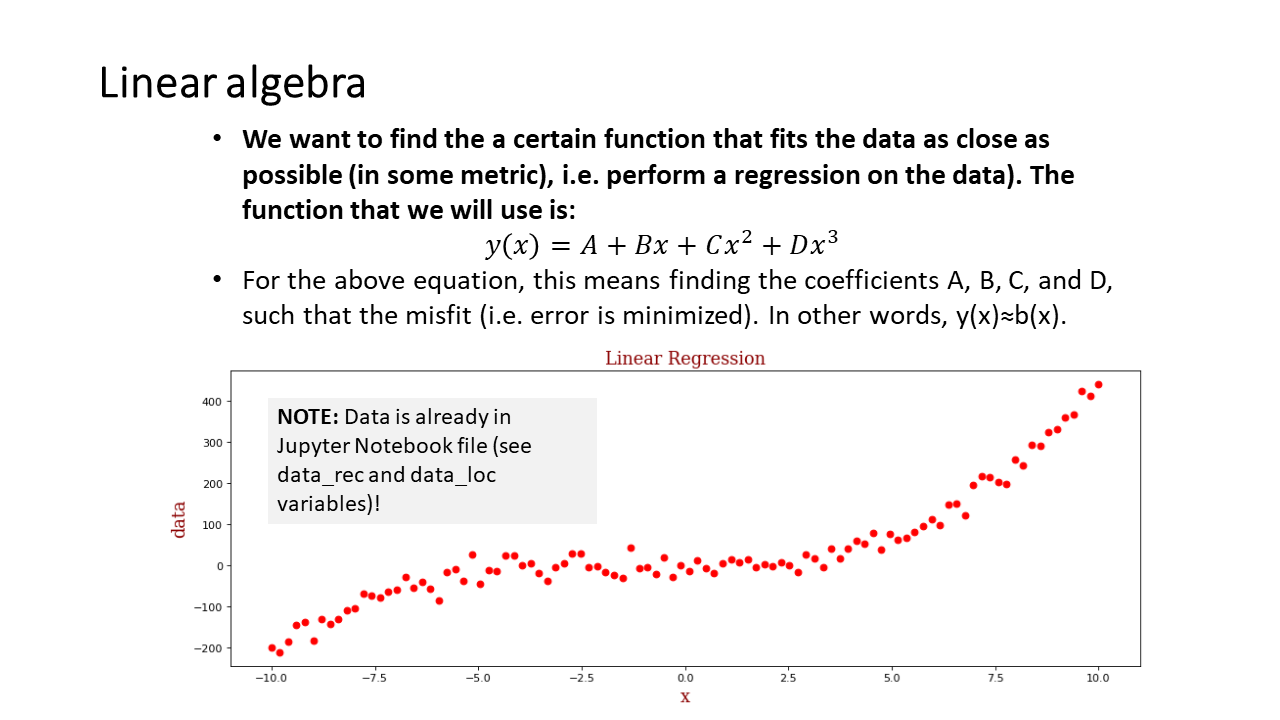 Linear algebra
• We want to find the a certain function that fits the data as close as
possible (in some metric), i.e. perform a regression on the data). The
function that we will use is:
y(x) = A + Bx + Cx² + Dx³
• For the above equation, this means finding the coefficients A, B, C, and D,
such that the misfit (i.e. error is minimized). In other words, y(x)≈b(x).
Linear Regression
NOTE: Data is already in
Jupyter Notebook file (see
data_rec and data_loc
variables)!
data
400
300
200
100
0
−100
−200
−10.0 −7.5 −5.0 −2.5 0.0 2.5 5.0 7.5 10.0
x